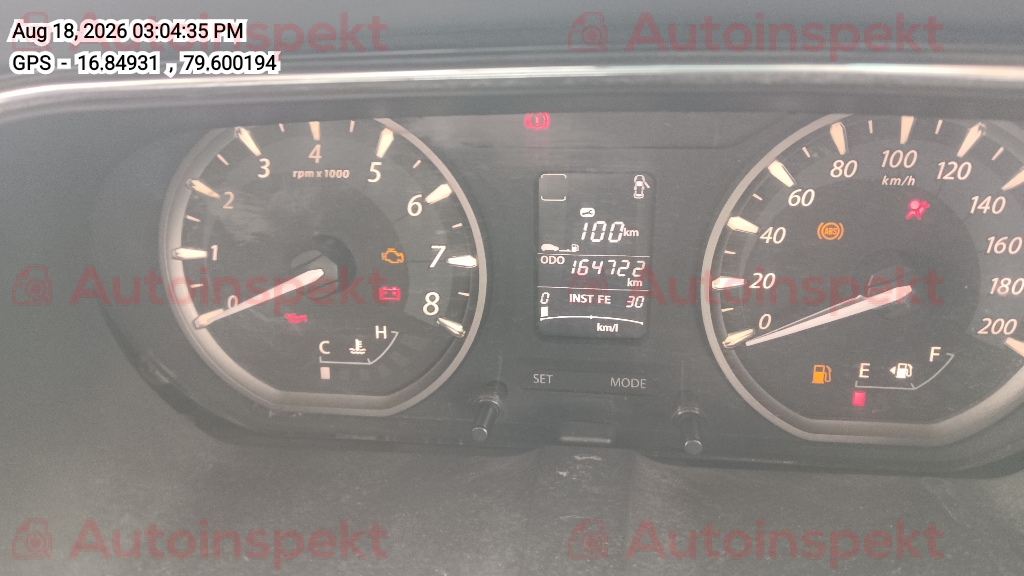 Aug 18, 2026 03:04:35 PM
GPS - 16.84931 , 79.600194
Autoinspekt Autoinspekt
0 1 2 3 4 5 6 7 8
rpm x 1000
C H
100 km
ODO 164722
km
0 INST FE 30
km/l
SET MODE
0 20 40 60 80 100 120 140 160 180 200
km/h
ABS
E F
Autoinspekt Autoinspekt
Autoinspekt Autoinspekt